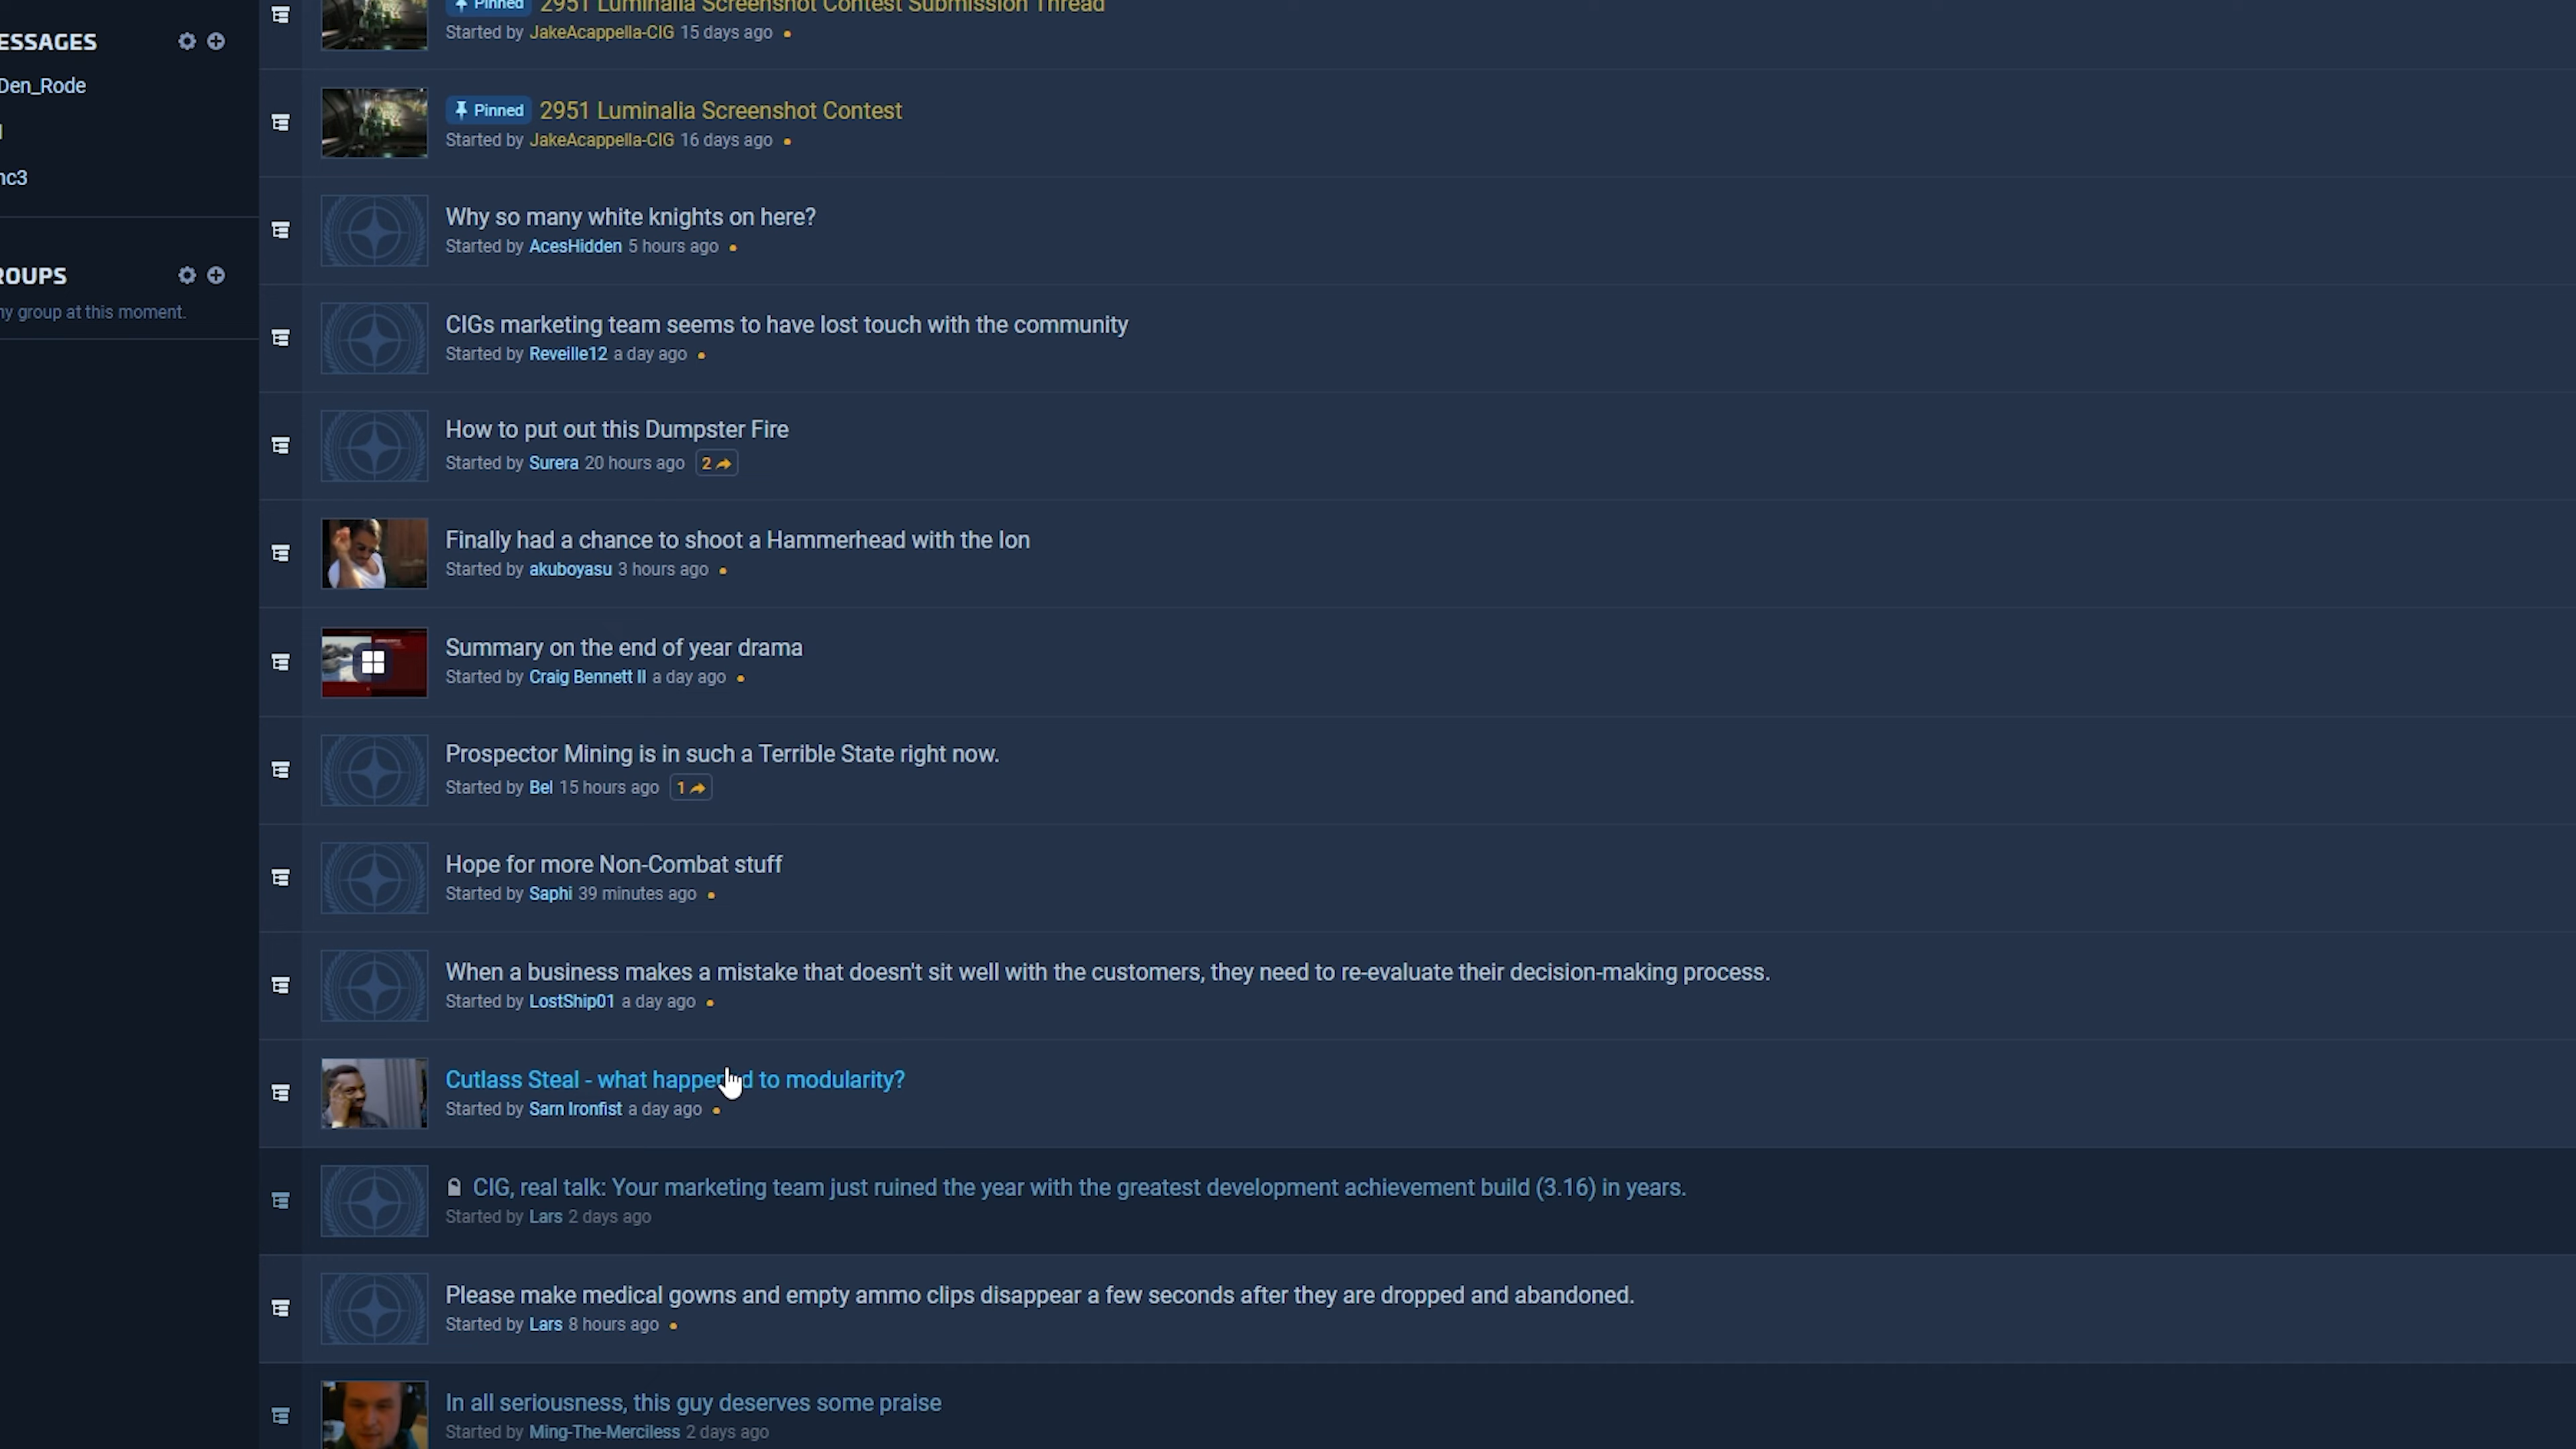 Pinned 2951 Luminalia Screenshot Contest Submission Thread
Started by JakeAcappella-CIG 15 days ago
ESSAGES
Den_Rode
Pinned 2951 Luminalia Screenshot Contest
Started by JakeAcappella-CIG 16 days ago
nc3
Why so many white knights on here?
Started by AcesHidden 5 hours ago
ROUPS
ny group at this moment.
CIGs marketing team seems to have lost touch with the community
Started by Reveille12 a day ago
How to put out this Dumpster Fire
Started by Surera 20 hours ago 2
Finally had a chance to shoot a Hammerhead with the Ion
Started by akuboyasu 3 hours ago
Summary on the end of year drama
Started by Craig Bennett II a day ago
Prospector Mining is in such a Terrible State right now.
Started by Bel 15 hours ago 1
Hope for more Non-Combat stuff
Started by Saphi 39 minutes ago
When a business makes a mistake that doesn't sit well with the customers, they need to re-evaluate their decision-making process.
Started by LostShip01 a day ago
Cutlass Steal - what happened to modularity?
Started by Sarn Ironfist a day ago
CIG, real talk: Your marketing team just ruined the year with the greatest development achievement build (3.16) in years.
Started by Lars 2 days ago
Please make medical gowns and empty ammo clips disappear a few seconds after they are dropped and abandoned.
Started by Lars 8 hours ago
In all seriousness, this guy deserves some praise
Started by Ming-The-Merciless 2 days ago